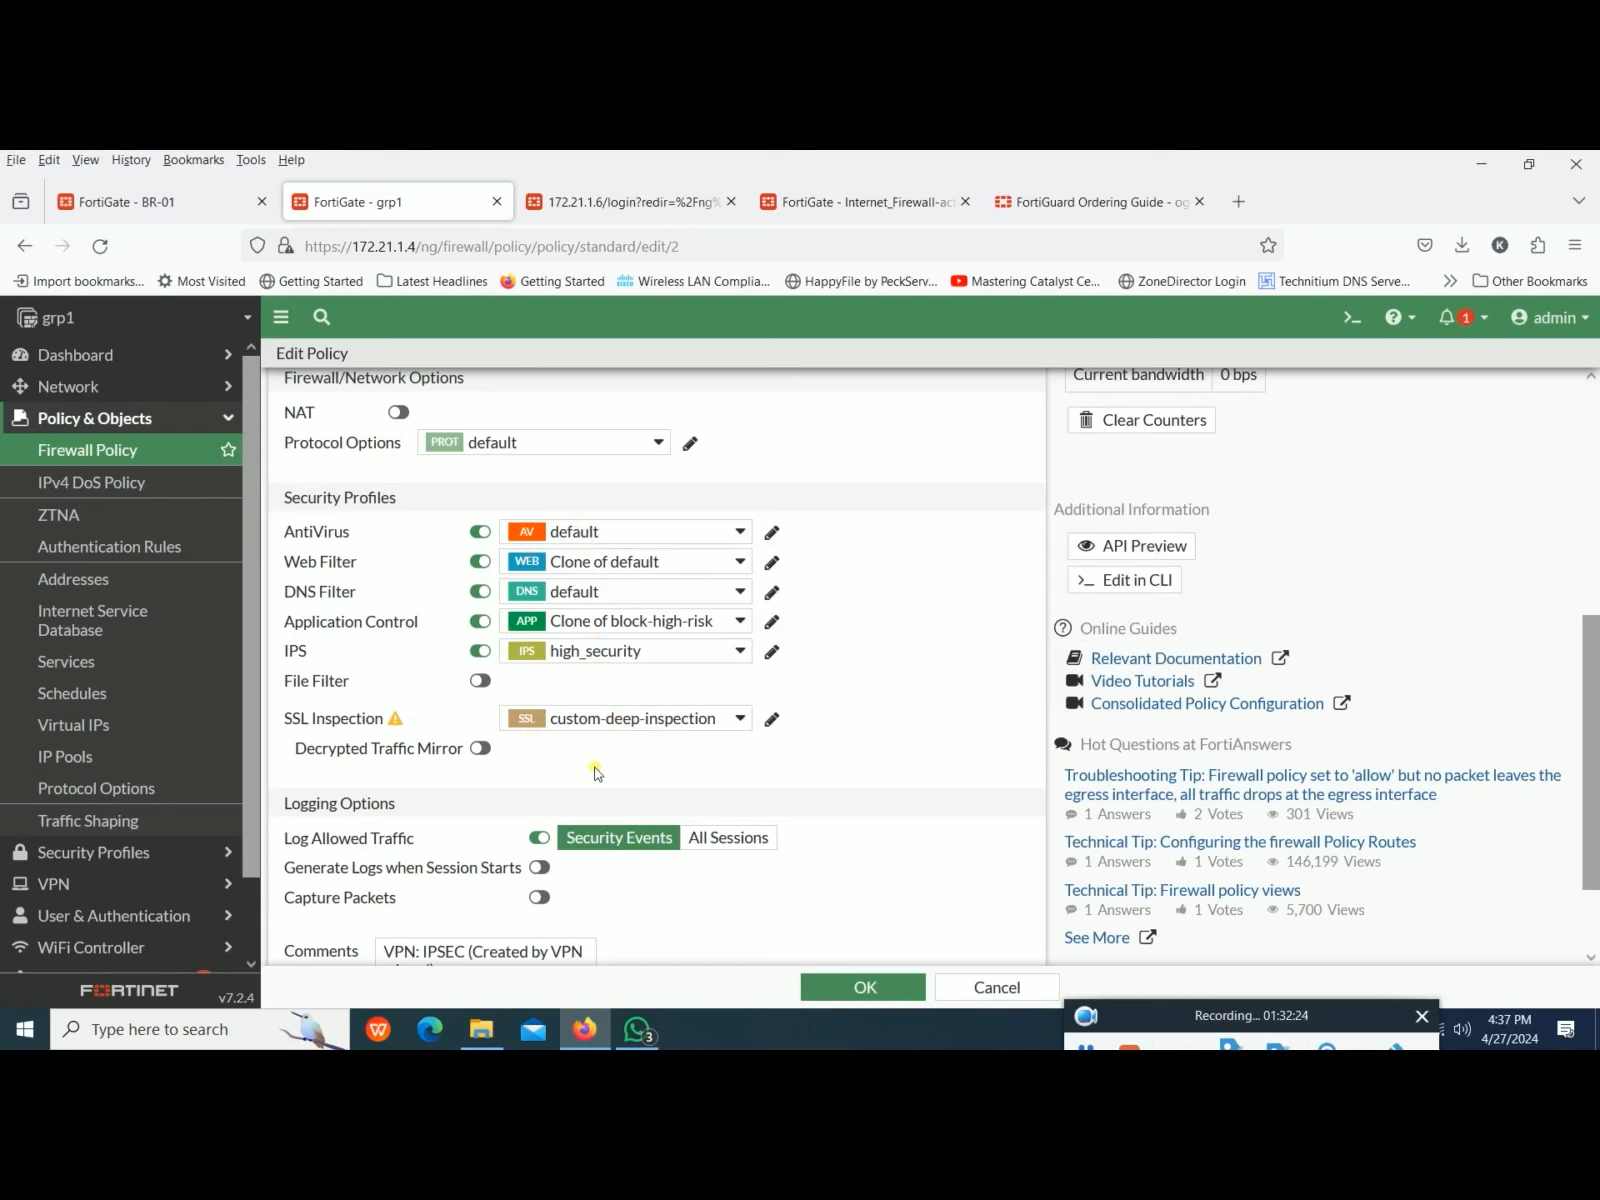 File Edit View History Bookmarks Tools Help
FortiGate - BR-01
FortiGate - grp1
172.21.1.6/login?redir=%2Fng%
FortiGate - Internet_Firewall-ac
FortiGuard Ordering Guide - og
https://172.21.1.4/ng/firewall/policy/policy/standard/edit/2
K
Import bookmarks... Most Visited Getting Started Latest Headlines Getting Started Wireless LAN Complia... HappyFile by PeckServ... Mastering Catalyst Ce... ZoneDirector Login Technitium DNS Serve... Other Bookmarks
grp1
1
admin
Dashboard
Network
Policy & Objects
Firewall Policy
IPv4 DoS Policy
ZTNA
Authentication Rules
Addresses
Internet Service
Database
Services
Schedules
Virtual IPs
IP Pools
Protocol Options
Traffic Shaping
Security Profiles
VPN
User & Authentication
WiFi Controller
FORTINET
v7.2.4
Edit Policy
Firewall/Network Options
NAT
Protocol Options PROT default
Security Profiles
AntiVirus AV default
Web Filter WEB Clone of default
DNS Filter DNS default
Application Control APP Clone of block-high-risk
IPS IPS high_security
File Filter
SSL Inspection SSL custom-deep-inspection
Decrypted Traffic Mirror
Logging Options
Log Allowed Traffic Security Events All Sessions
Generate Logs when Session Starts
Capture Packets
Comments VPN: IPSEC (Created by VPN
OK Cancel
Current bandwidth 0 bps
Clear Counters
Additional Information
API Preview
>_ Edit in CLI
Online Guides
Relevant Documentation
Video Tutorials
Consolidated Policy Configuration
Hot Questions at FortiAnswers
Troubleshooting Tip: Firewall policy set to 'allow' but no packet leaves the
egress interface, all traffic drops at the egress interface
1 Answers 2 Votes 301 Views
Technical Tip: Configuring the firewall Policy Routes
1 Answers 1 Votes 146,199 Views
Technical Tip: Firewall policy views
1 Answers 1 Votes 5,700 Views
See More
Type here to search
3
Recording... 01:32:24
4:37 PM
4/27/2024